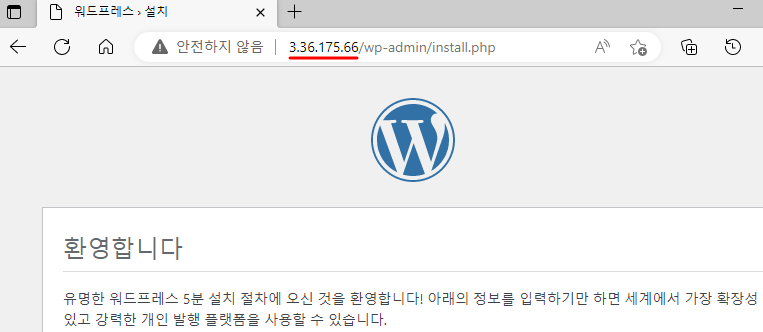 워드프레스 › 설치
안전하지 않음 3.36.175.66/wp-admin/install.php
환영합니다
유명한 워드프레스 5분 설치 절차에 오신 것을 환영합니다! 아래의 정보를 입력하기만 하면 세계에서 가장 확장성
있고 강력한 개인 발행 플랫폼을 사용할 수 있습니다.